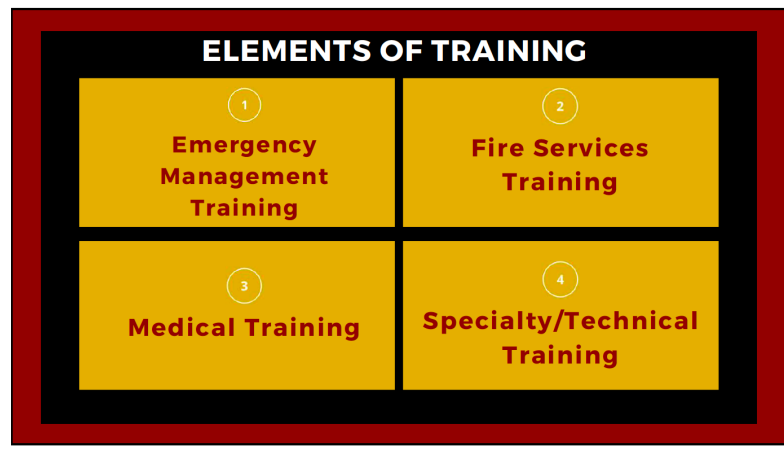 ELEMENTS OF TRAINING
1
Emergency
Management
Training
2
Fire Services
Training
3
Medical Training
4
Specialty/Technical
Training